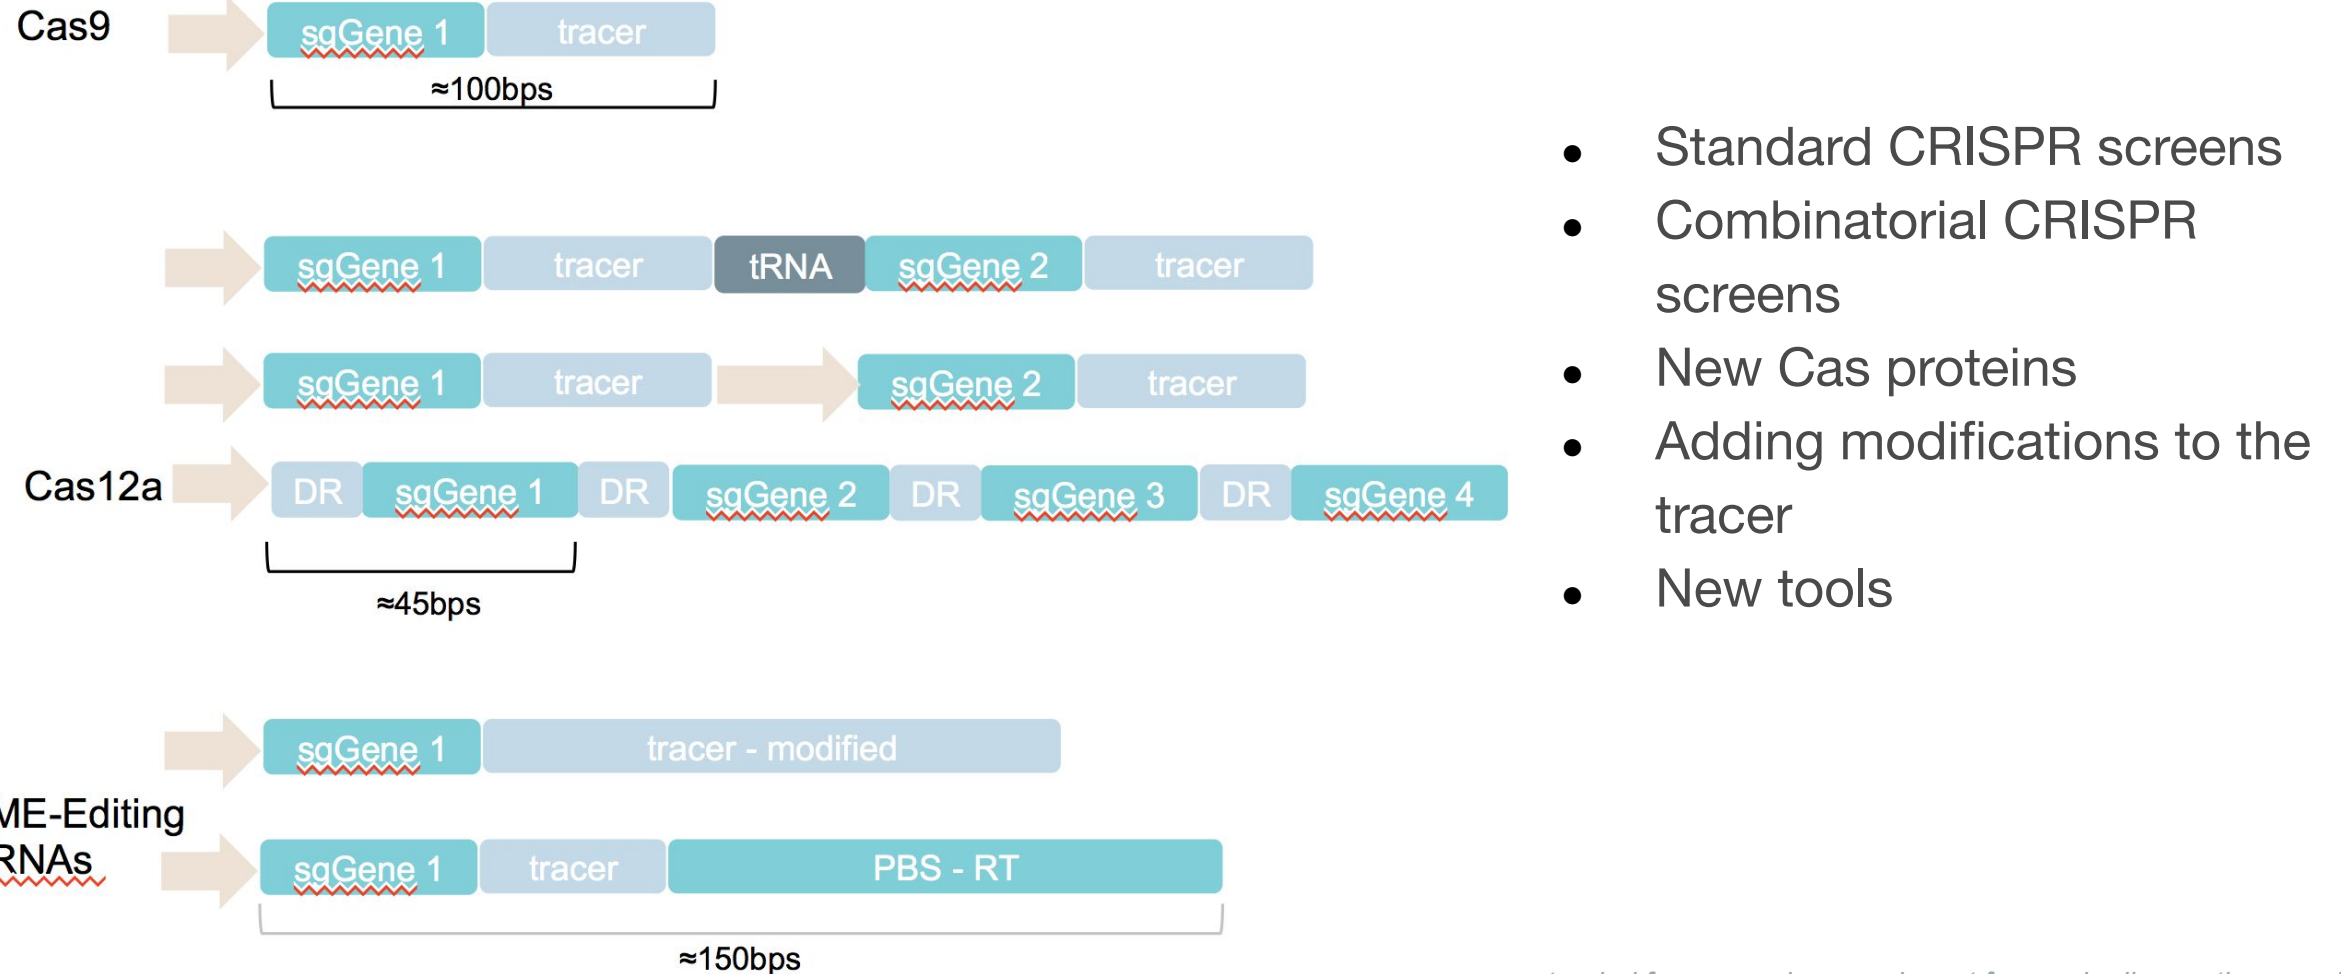 Cas9
sgGene 1 tracer
≈100bps
sgGene 1 tracer tRNA sgGene 2 tracer
sgGene 1 tracer sgGene 2 tracer
Cas12a DR sgGene 1 DR sgGene 2 DR sgGene 3 DR sgGene 4
≈45bps
sgGene 1 tracer - modified
ME-Editing
RNAs
sgGene 1 tracer PBS - RT
≈150bps
• Standard CRISPR screens
• Combinatorial CRISPR
screens
• New Cas proteins
• Adding modifications to the
tracer
• New tools